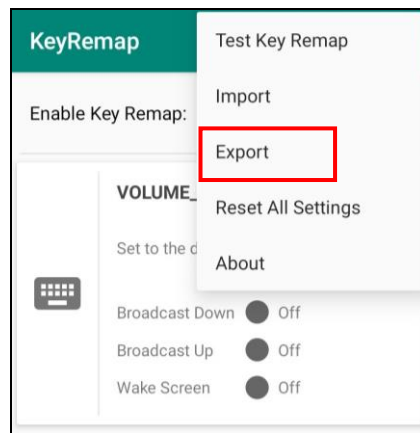 KeyRe
Test Key Remap
Import
Enable Key Remap:
Export
VOLUME_
Reset All Settings
Set to the d
About
Broadcast Down Off
Broadcast Up Off
Wake Screen Off